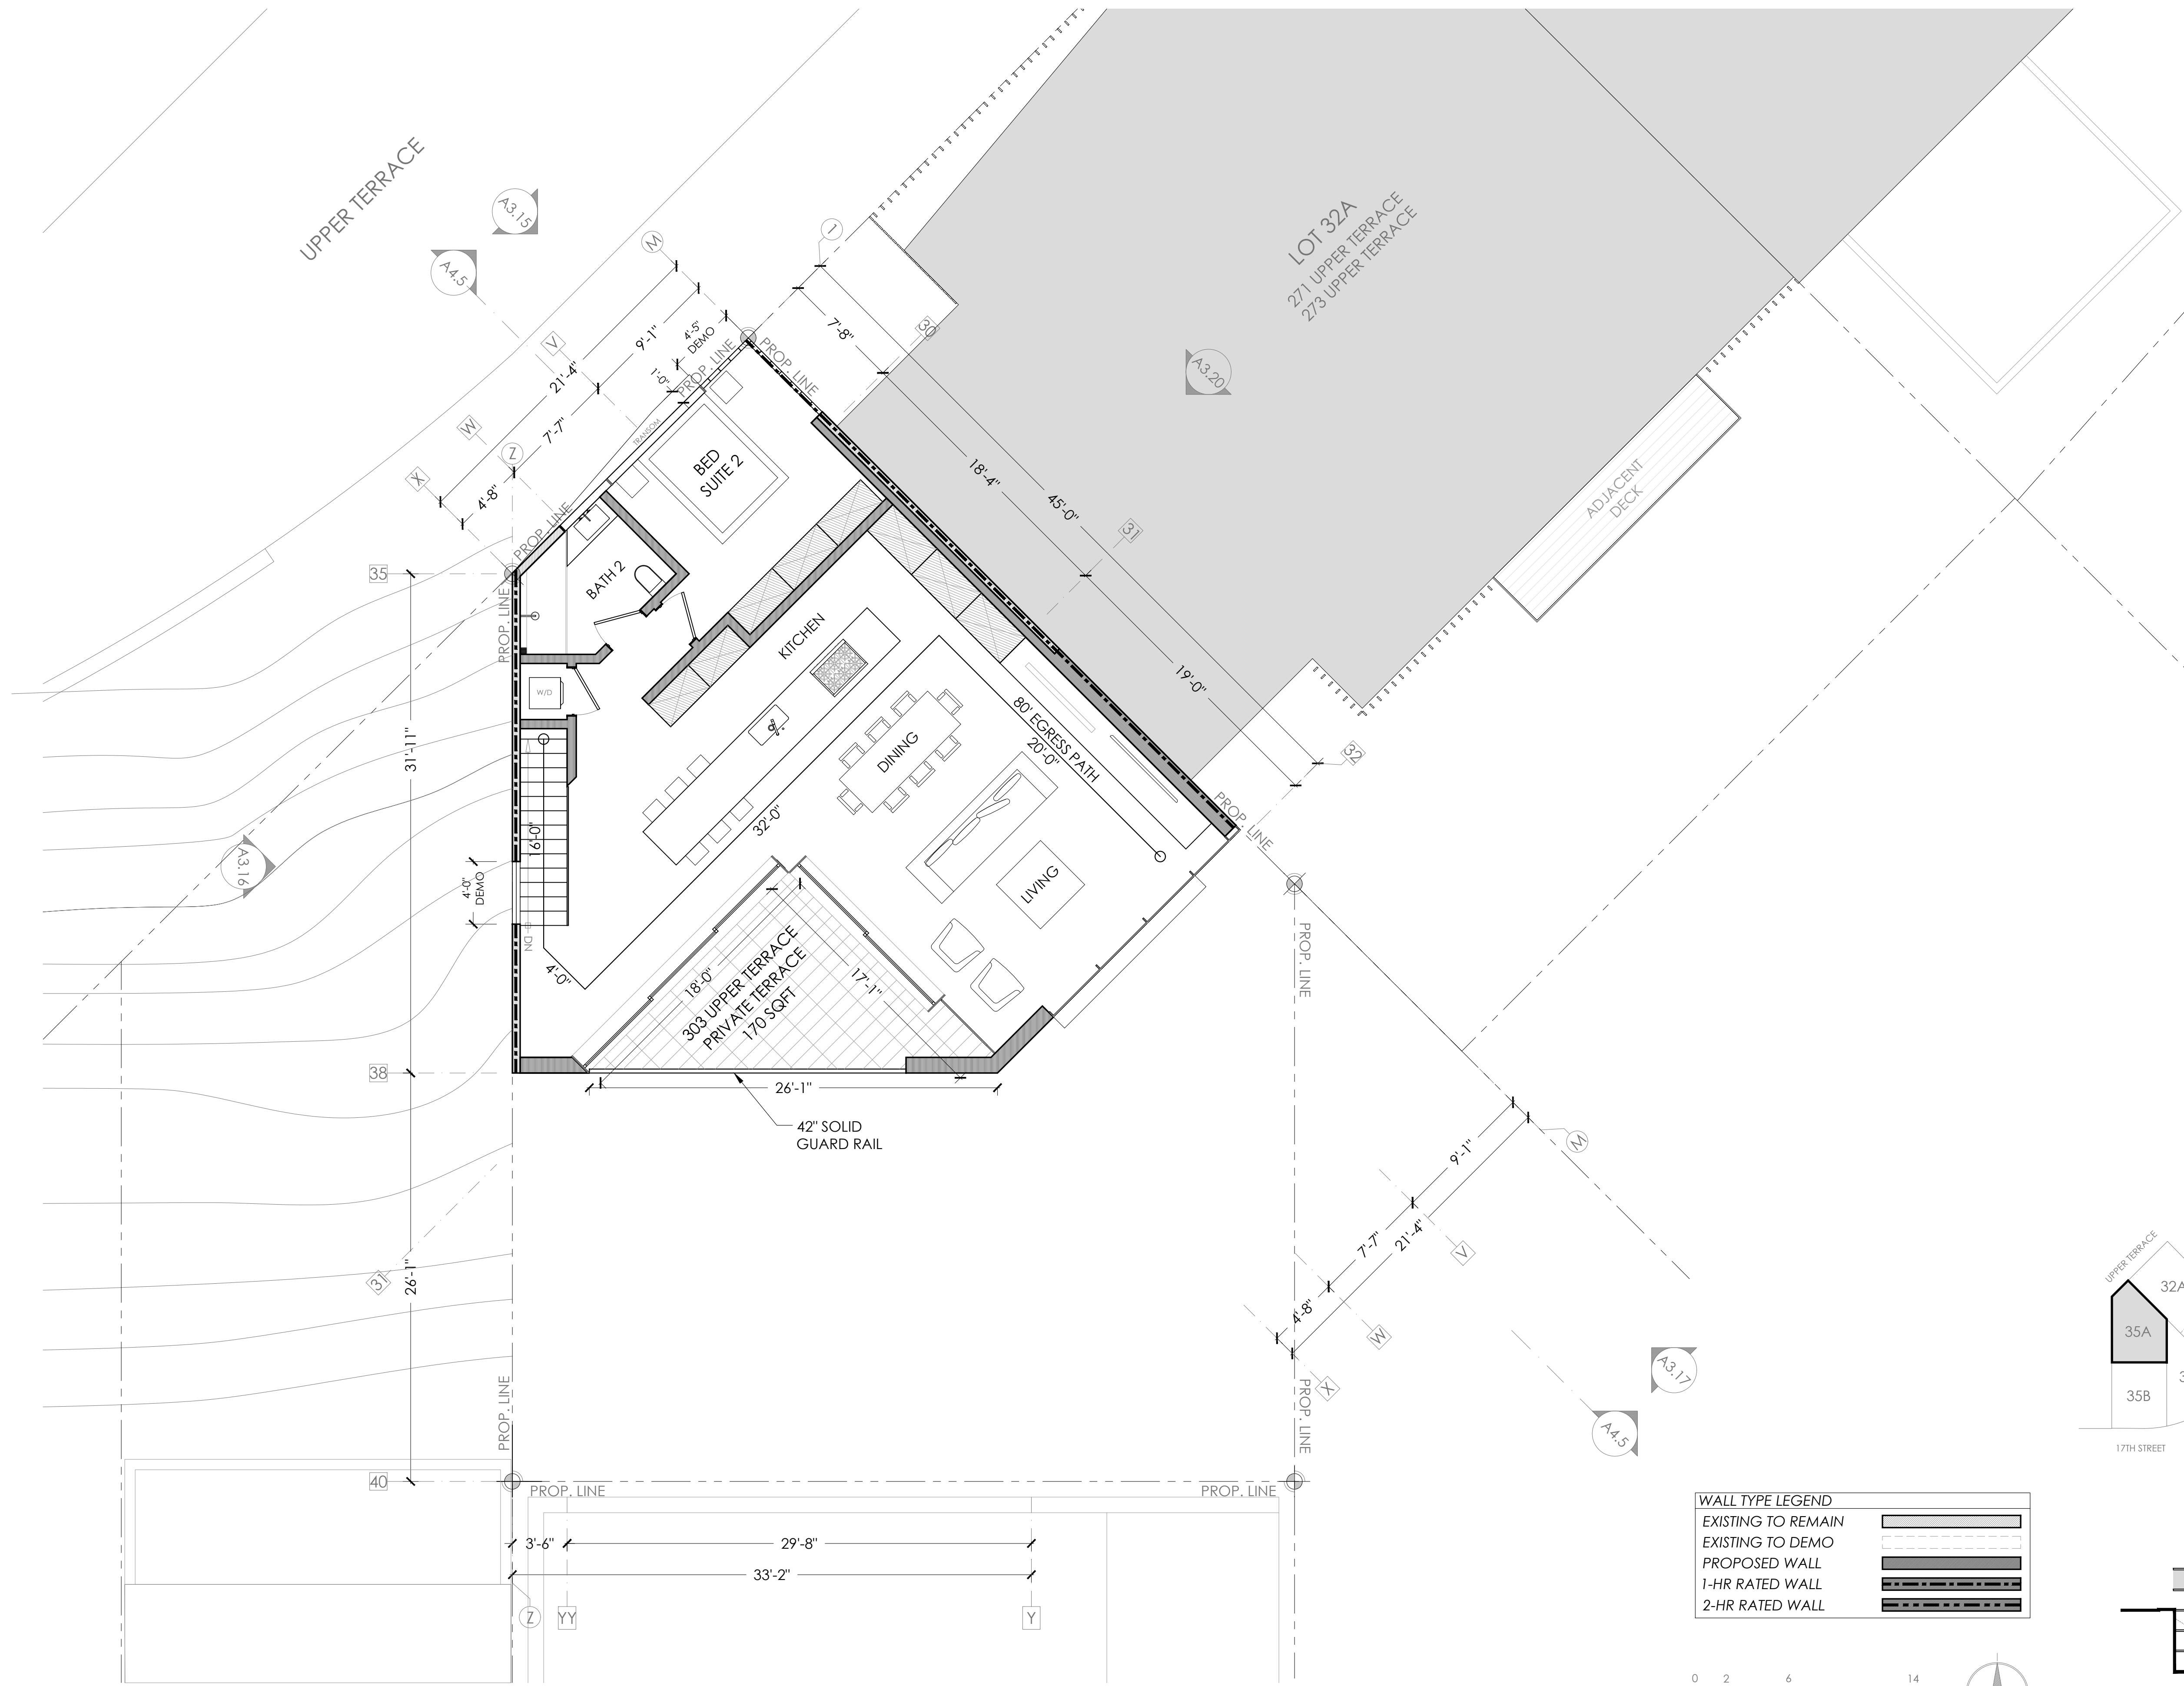 UPPER TERRACE
A3.15
A4.5
M
1
V
W
Z
X
21'-4"
9'-1"
7'-7"
4'-8"
4'-5"
DEMO
1'-0"
TRANSOM
PROP. LINE
PROP. LINE
PROP. LINE
PROP. LINE
7'-8"
30
18'-4"
45'-0"
31
19'-0"
32
LOT 32A
271 UPPER TERRACE
273 UPPER TERRACE
A3.20
ADJACENT
DECK
35
31'-11"
BED
SUITE 2
BATH 2
W/D
KITCHEN
DINING
LIVING
80' EGRESS PATH
20'-0"
32'-0"
16'-0"
4'-0"
DEMO
DN
4'-0"
A3.16
303 UPPER TERRACE
PRIVATE TERRACE
170 SQFT
18'-0"
17'-1"
PROP. LINE
PROP. LINE
38
26'-1"
42" SOLID
GUARD RAIL
31
26'-1"
9'-1"
7'-7"
21'-4"
4'-8"
M
V
W
X
A3.17
A4.5
PROP. LINE
PROP. LINE
40
PROP. LINE
PROP. LINE
3'-6"
29'-8"
33'-2"
Z
YY
Y
UPPER TERRACE
32A
35A
3
35B
17TH STREET
WALL TYPE LEGEND
EXISTING TO REMAIN
EXISTING TO DEMO
PROPOSED WALL
1-HR RATED WALL
2-HR RATED WALL
0 2 6 14